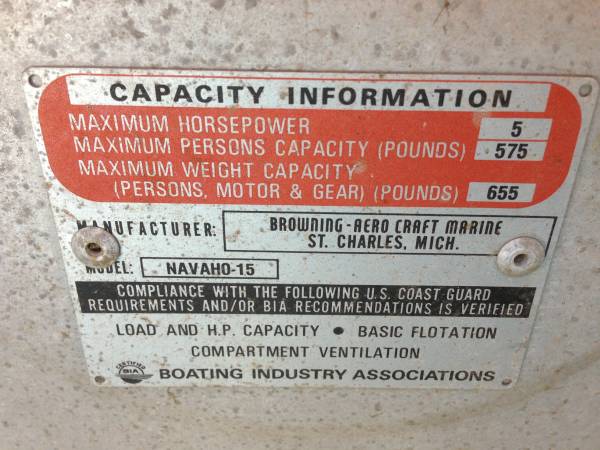 CAPACITY INFORMATION
MAXIMUM HORSEPOWER 5
MAXIMUM PERSONS CAPACITY (POUNDS) 575
MAXIMUM WEIGHT CAPACITY
(PERSONS, MOTOR & GEAR) (POUNDS) 655
MANUFACTURER: BROWNING-AERO CRAFT MARINE
ST. CHARLES, MICH.
MODEL: NAVAHO-15
COMPLIANCE WITH THE FOLLOWING U.S. COAST GUARD
REQUIREMENTS AND/OR BIA RECOMMENDATIONS IS VERIFIED
LOAD AND H.P. CAPACITY • BASIC FLOTATION
COMPARTMENT VENTILATION
CERTIFIED
BIA
BOATING INDUSTRY ASSOCIATIONS